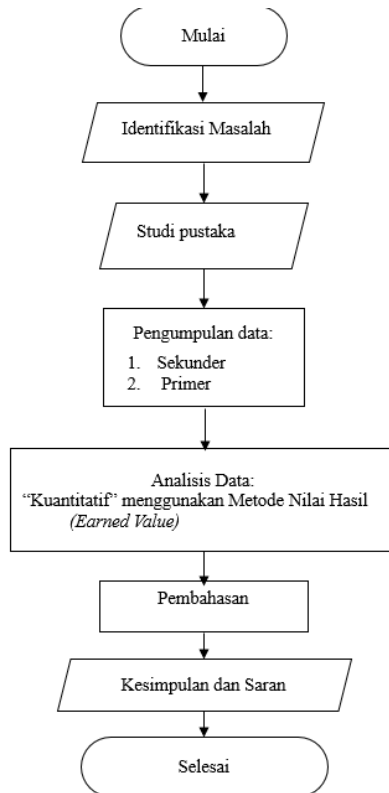 Mulai
Identifikasi Masalah
Studi pustaka
Pengumpulan data:
1. Sekunder
2. Primer
Analisis Data:
“Kuantitatif” menggunakan Metode Nilai Hasil
(Earned Value)
Pembahasan
Kesimpulan dan Saran
Selesai